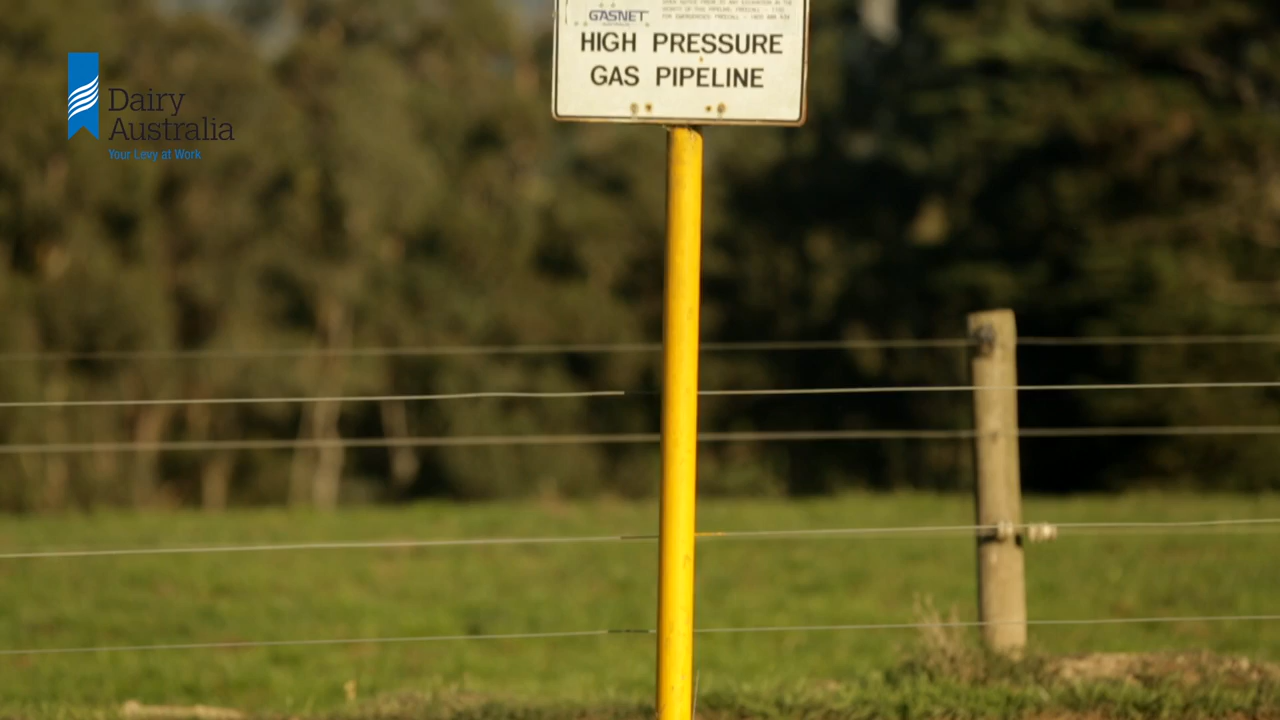 GASNET
HIGH PRESSURE
GAS PIPELINE
Dairy
Australia
Your Levy at Work